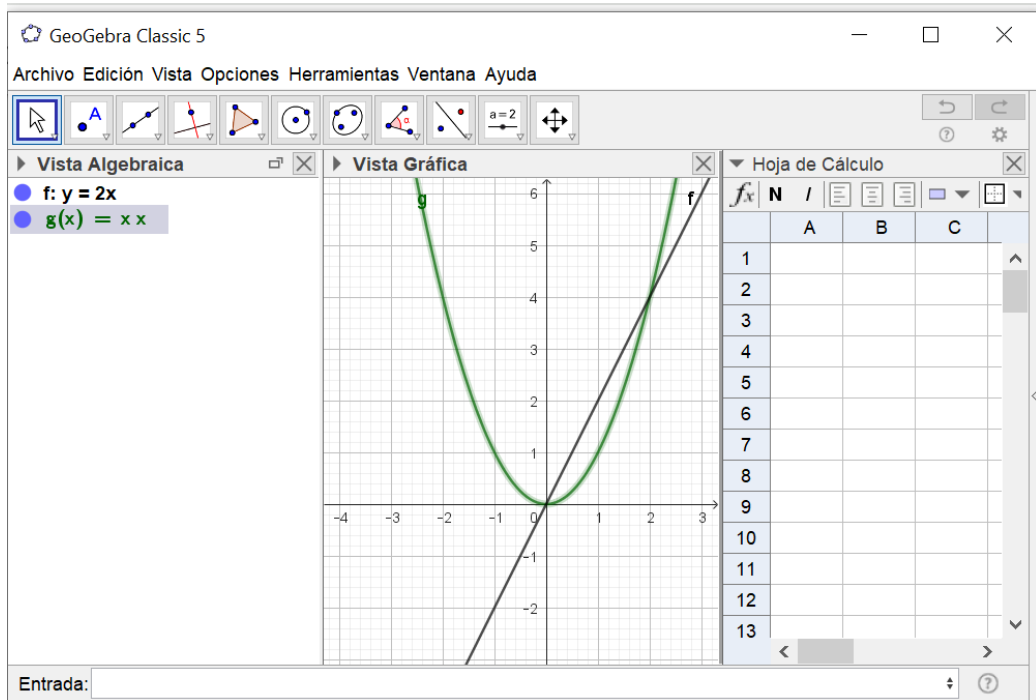 GeoGebra Classic 5
Archivo Edición Vista Opciones Herramientas Ventana Ayuda
A
α
a=2
Vista Algebraica
f: y = 2x
g(x) = x x
Vista Gráfica
g
f
6
5
4
3
2
1
0
-4 -3 -2 -1 1 2 3
-1
-2
Hoja de Cálculo
fx N I
A B C
1
2
3
4
5
6
7
8
9
10
11
12
13
Entrada: